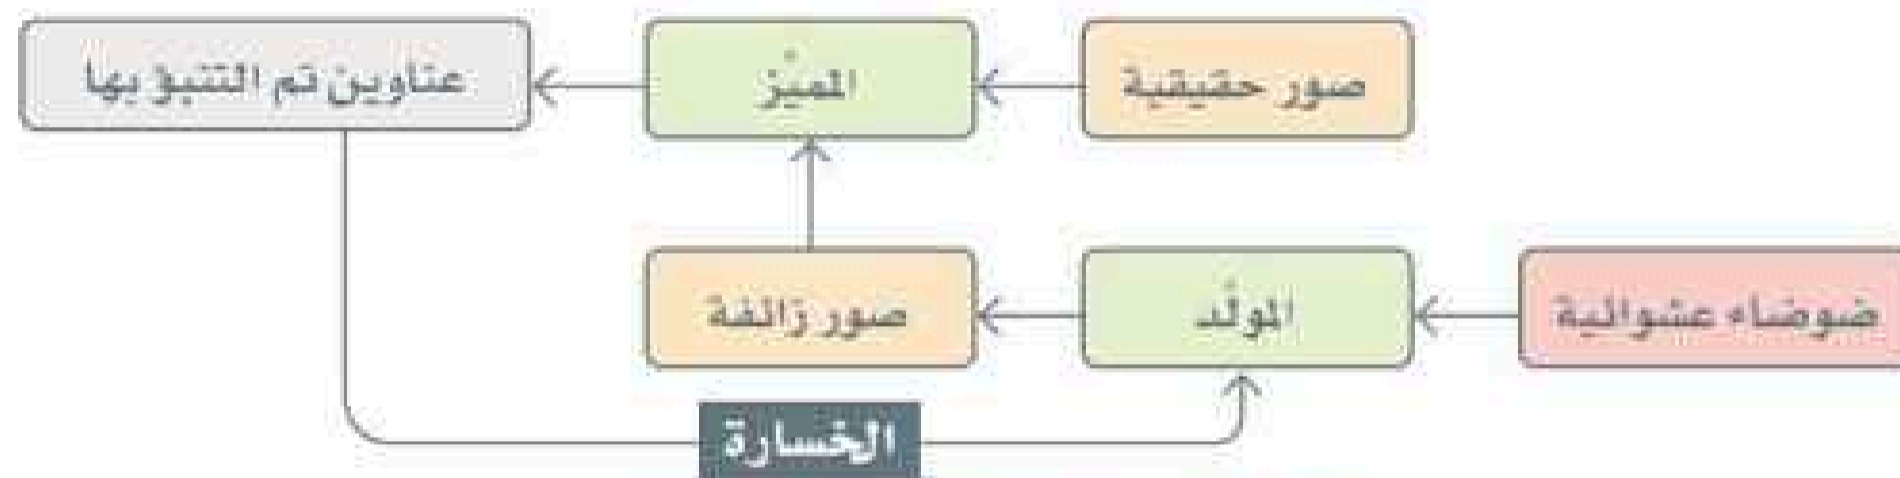 صور حقيقية
المميّز
عناوين تم التنبؤ بها
ضوضاء عشوائية
المولّد
صور زائفة
الخسارة